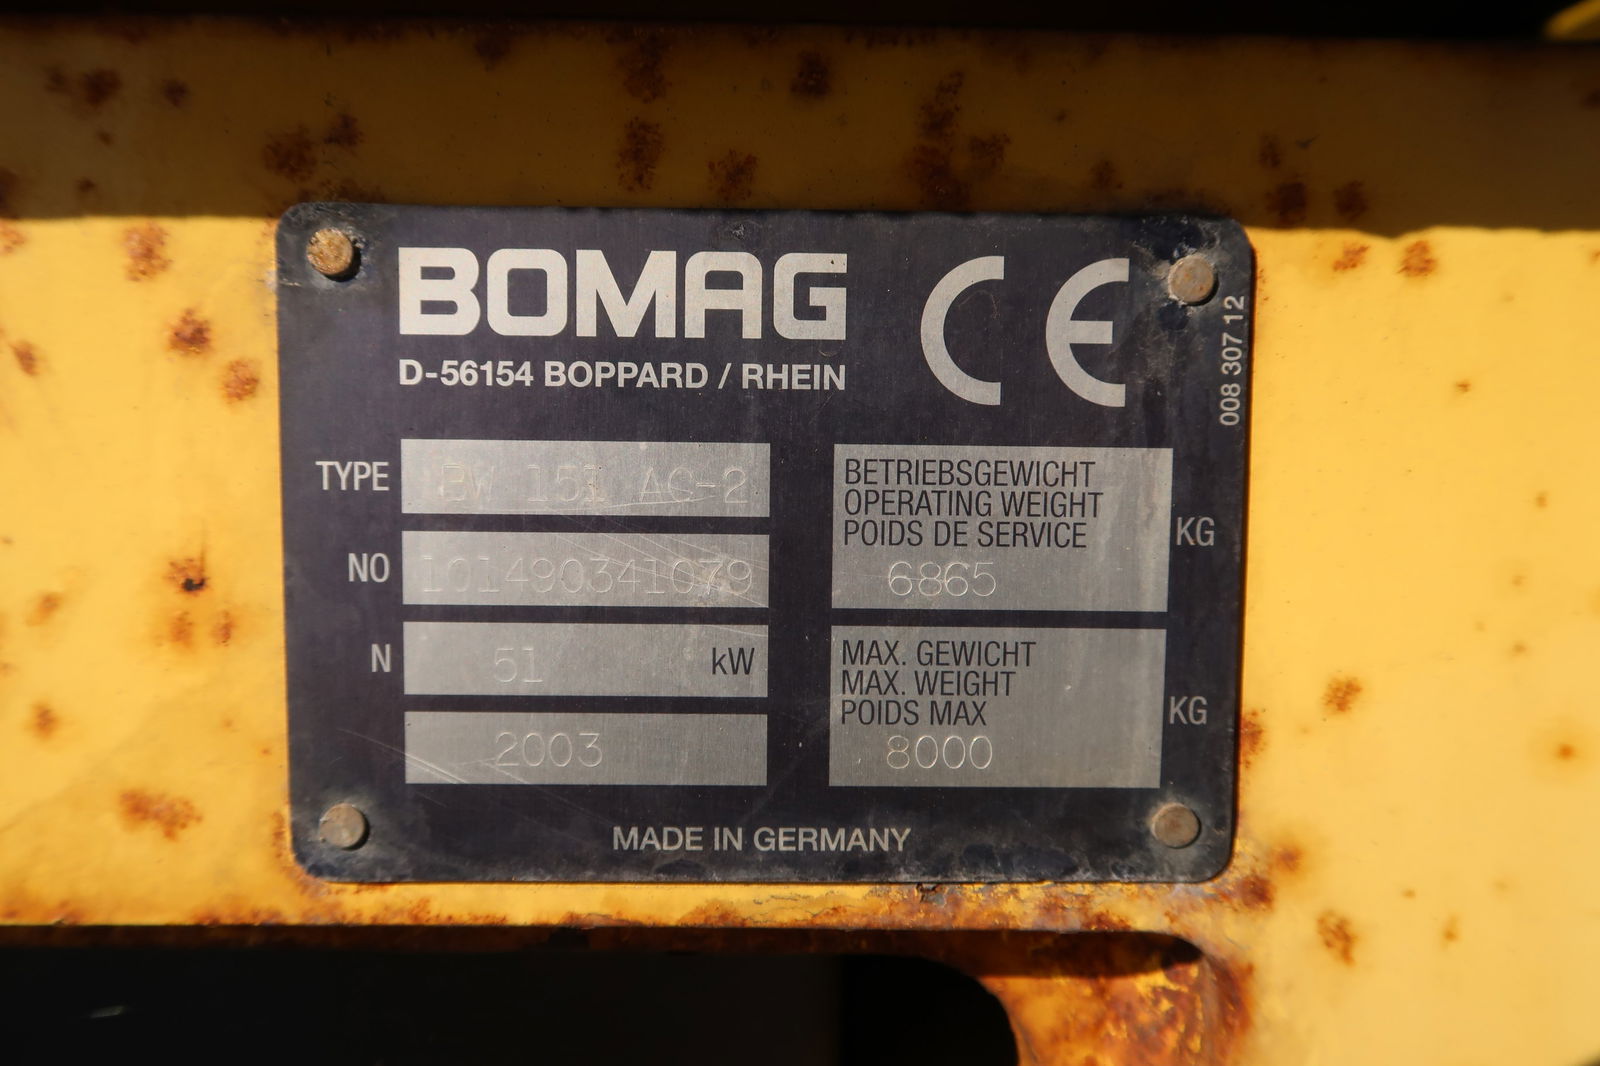 BOMAG CE
D-56154 BOPPARD / RHEIN
008 307 12
TYPE BW 151 AC-2
NO 101490341079
N 51 kW
2003
BETRIEBSGEWICHT
OPERATING WEIGHT
POIDS DE SERVICE
6865 KG
MAX. GEWICHT
MAX. WEIGHT
POIDS MAX
8000 KG
MADE IN GERMANY